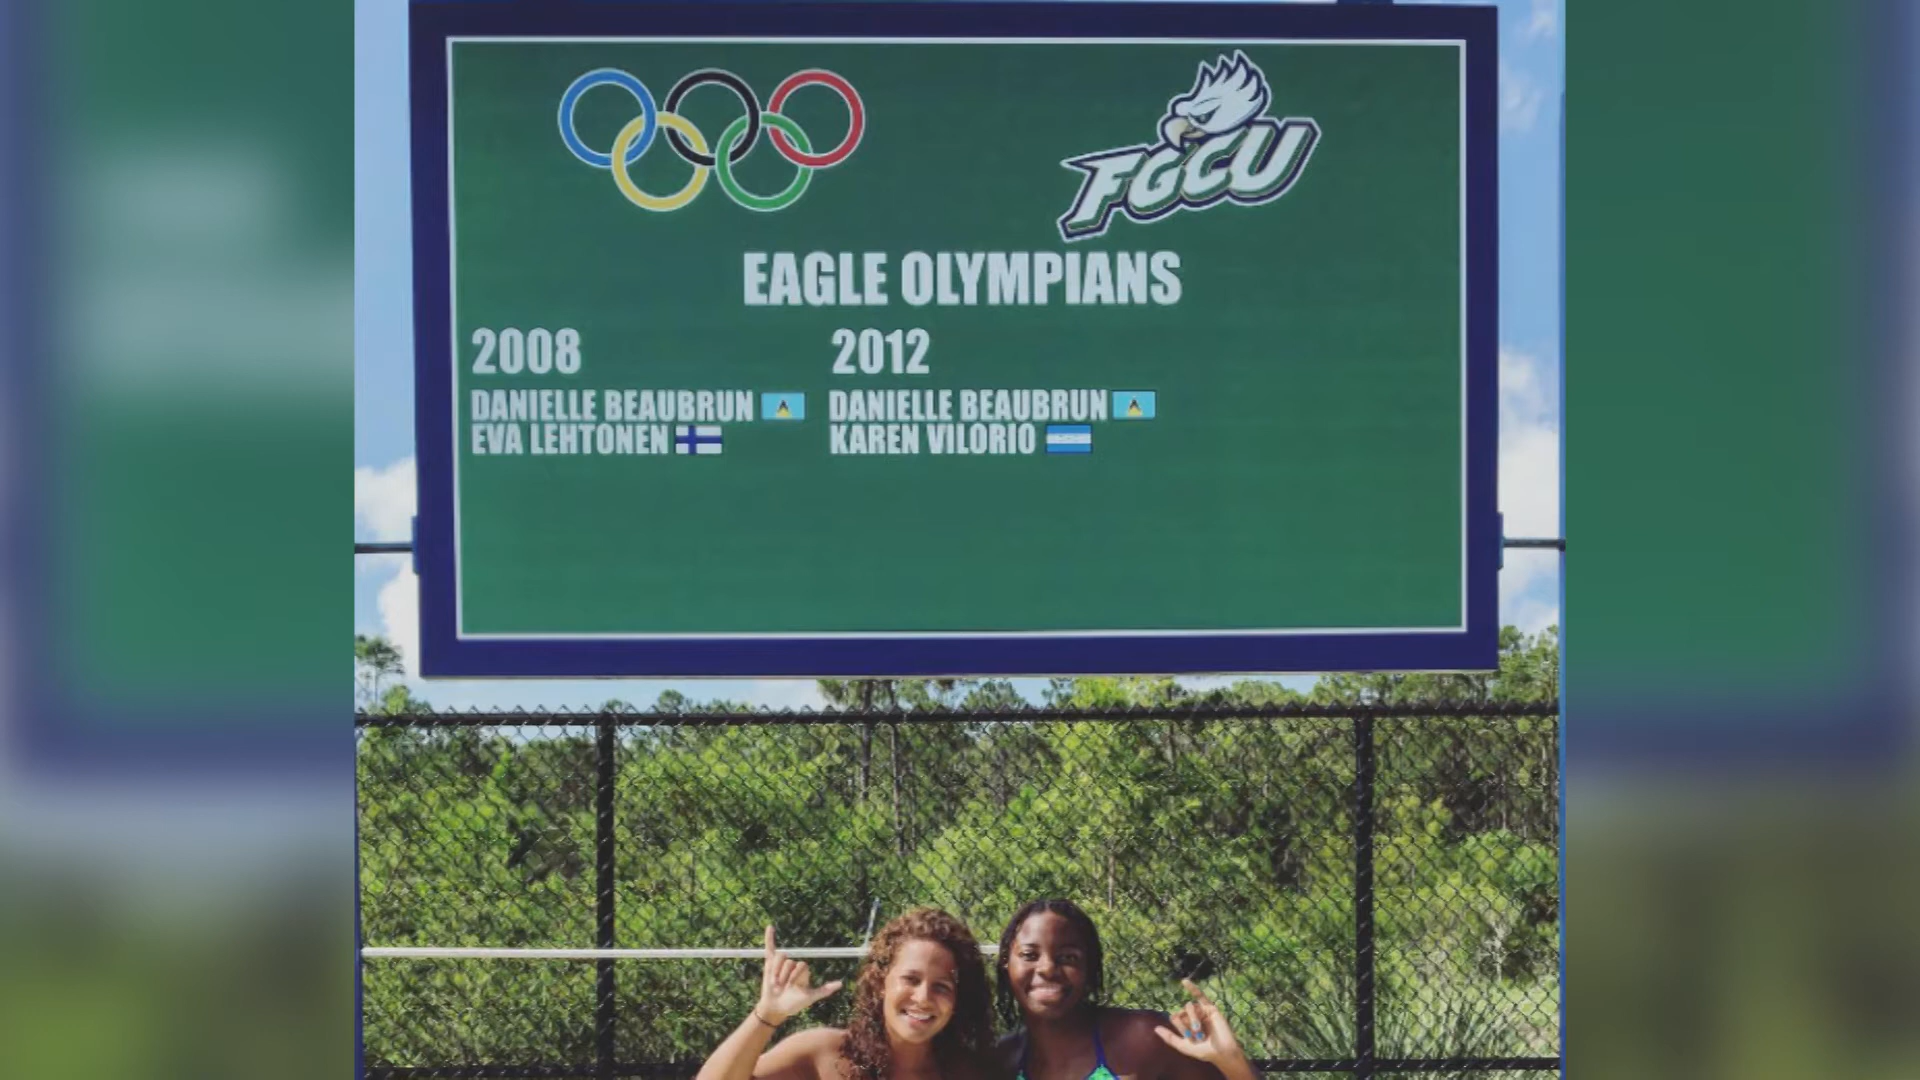 FGCU
EAGLE OLYMPIANS
2008 2012
DANIELLE BEAUBRUN DANIELLE BEAUBRUN
EVA LEHTONEN KAREN VILORIO